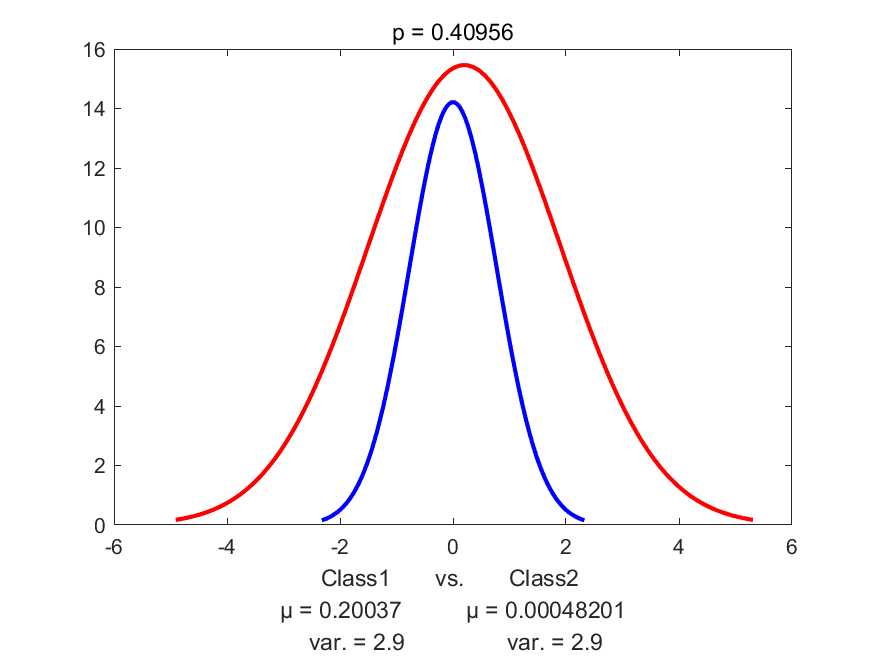 p = 0.40956
16
14
12
10
8
6
4
2
0
-6 -4 -2 0 2 4 6
Class1 vs. Class2
μ = 0.20037 μ = 0.00048201
var. = 2.9 var. = 2.9